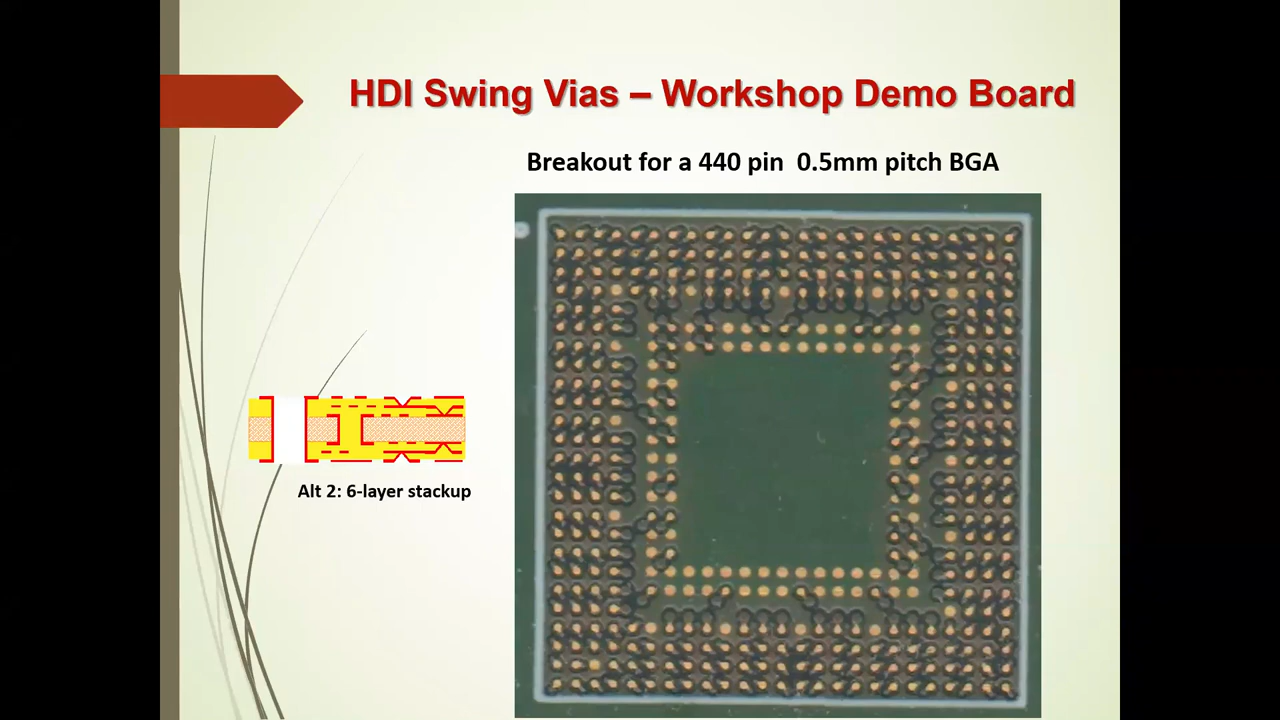 HDI Swing Vias – Workshop Demo Board
Breakout for a 440 pin 0.5mm pitch BGA
Alt 2: 6-layer stackup